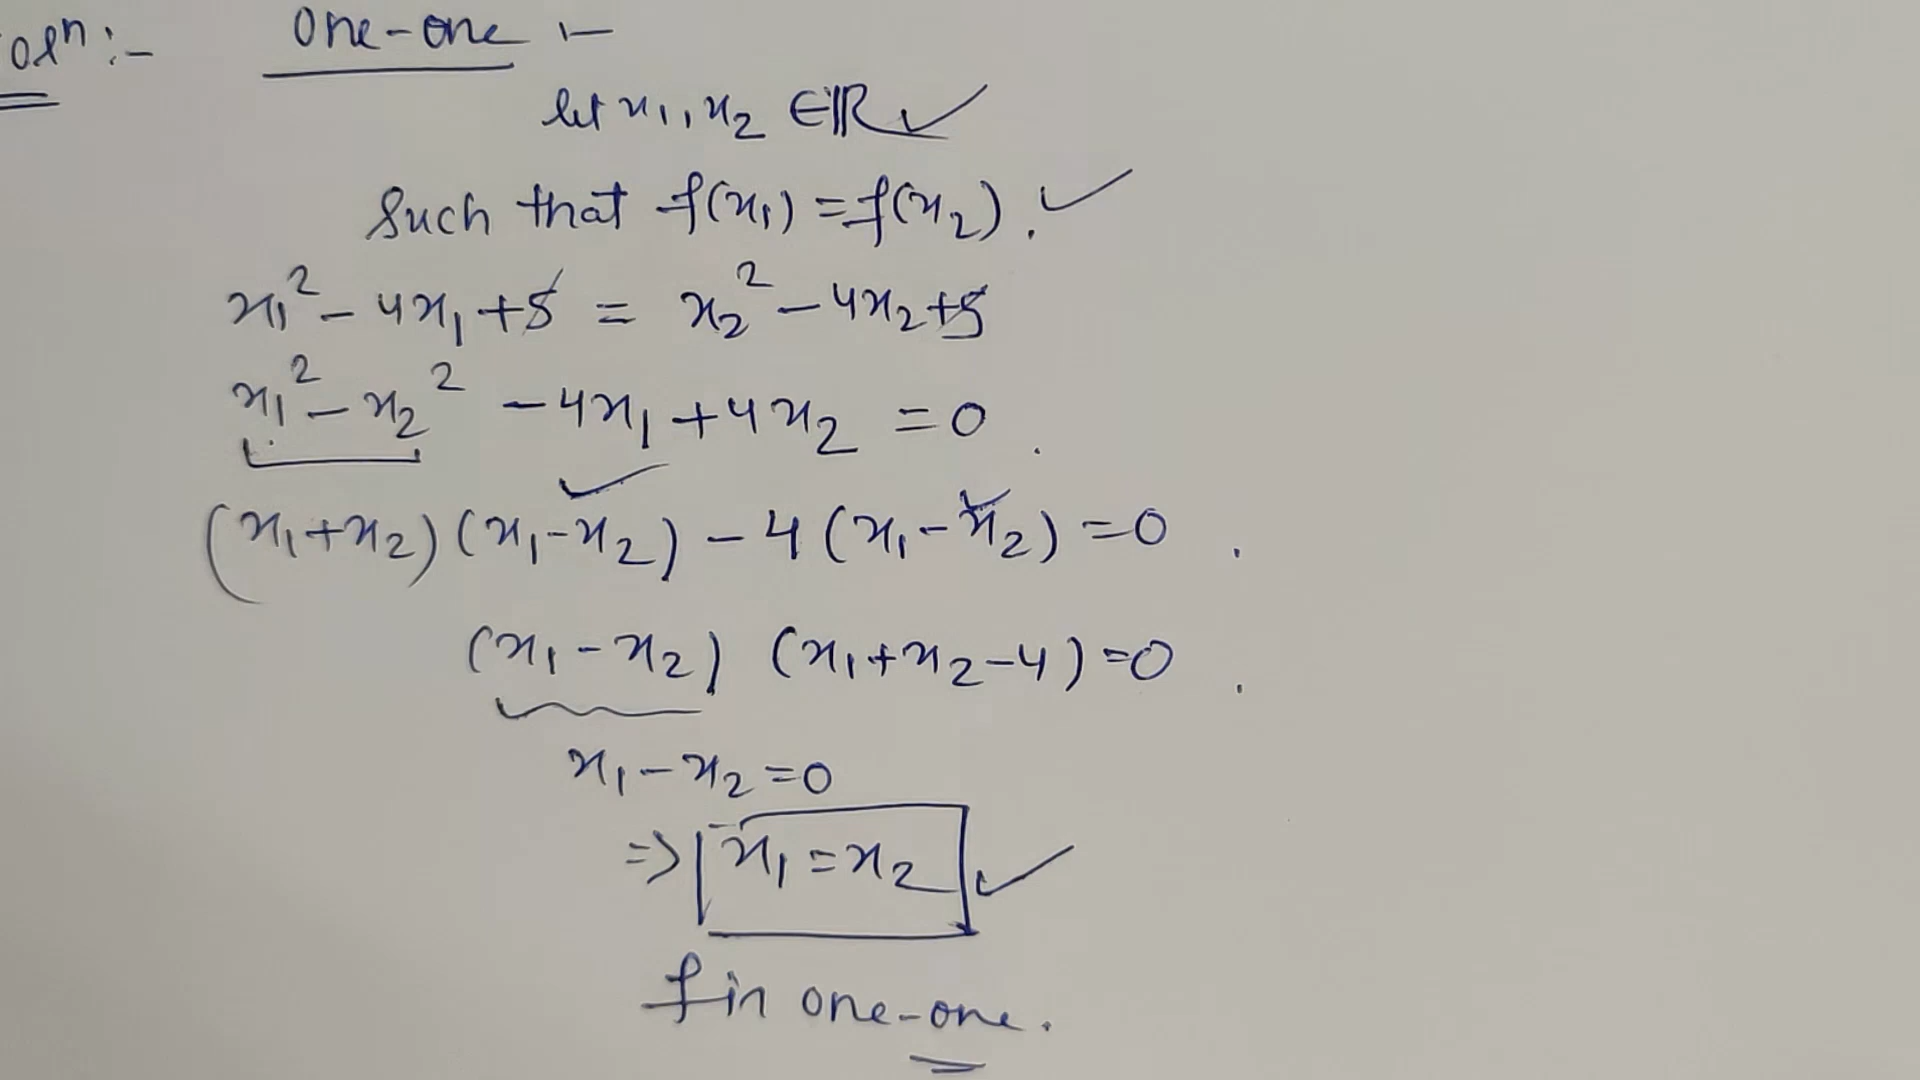 olⁿ :- One-one :-
let x₁, x₂ ∈ ℝ ✓
Such that f(x₁) = f(x₂). ✓
x₁² - 4x₁ + 5 = x₂² - 4x₂ + 5
x₁² - x₂² - 4x₁ + 4x₂ = 0
(x₁+x₂)(x₁-x₂) - 4(x₁-x₂) = 0
(x₁-x₂) (x₁+x₂-4) = 0
x₁ - x₂ = 0
=> x₁ = x₂ ✓
f in one-one.